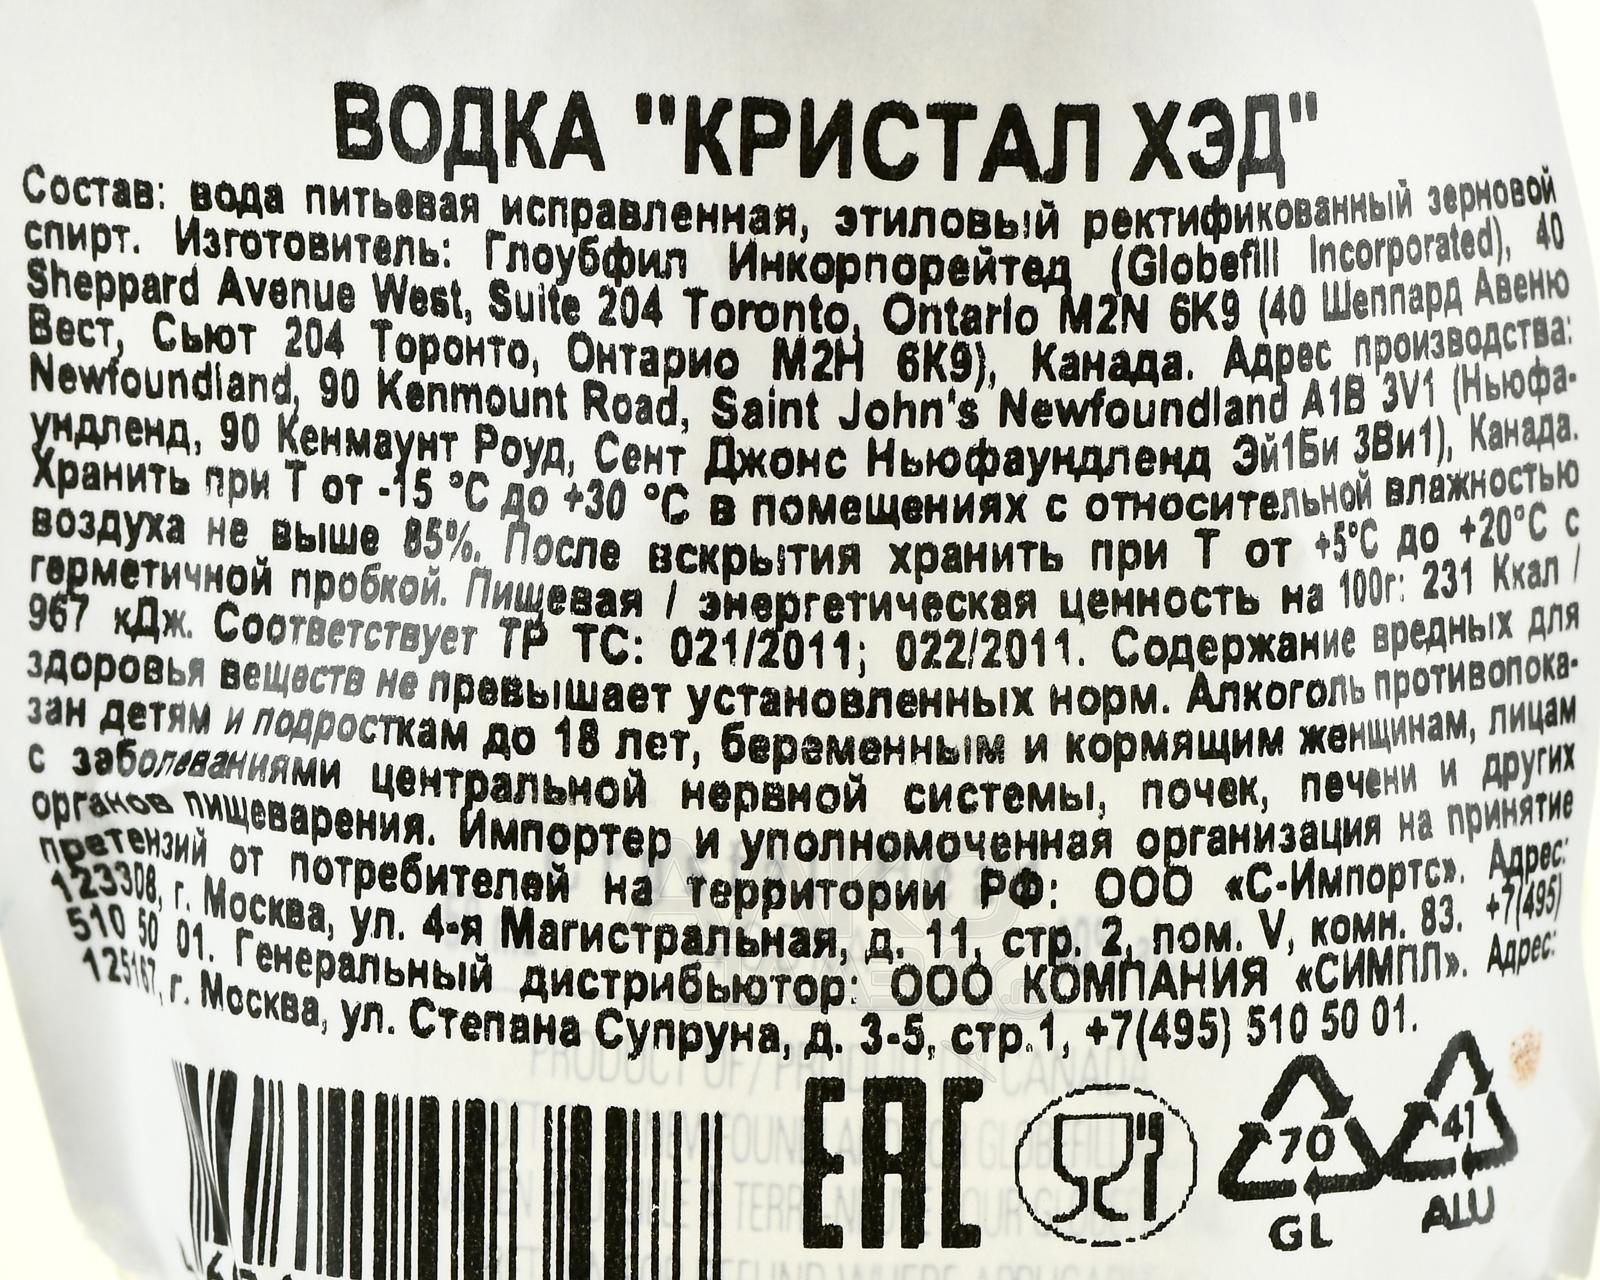 ВОДКА "КРИСТАЛ ХЭД"
Состав: вода питьевая исправленная, этиловый ректификованный зерновой
спирт. Изготовитель: Глоубфил Инкорпорейтед (Globefill Incorporated), 40
Sheppard Avenue West, Suite 204 Toronto, Ontario M2N 6K9 (40 Шеппард Авеню
Вест, Сьют 204 Торонто, Онтарио М2Н 6К9), Канада. Адрес производства:
Newfoundland, 90 Kenmount Road, Saint John's Newfoundland A1B 3V1 (Ньюфа-
ундленд, 90 Кенмаунт Роуд, Сент Джонс Ньюфаундленд Эй1Би 3Ви1), Канада.
Хранить при Т от -15 °С до +30 °С в помещениях с относительной влажностью
воздуха не выше 85%. После вскрытия хранить при Т от +5°С до +20°С с
герметичной пробкой. Пищевая / энергетическая ценность на 100г: 231 Ккал /
967 кДж. Соответствует ТР ТС: 021/2011; 022/2011. Содержание вредных для
здоровья веществ не превышает установленных норм. Алкоголь противопока-
зан детям и подросткам до 18 лет, беременным и кормящим женщинам, лицам
с заболеваниями центральной нервной системы, почек, печени и других
органов пищеварения. Импортер и уполномоченная организация на принятие
претензий от потребителей на территории РФ: ООО «С-Импортс». Адрес:
123308, г. Москва, ул. 4-я Магистральная, д. 11, стр. 2, пом. V, комн. 83. +7(495)
510 50 01. Генеральный дистрибьютор: ООО КОМПАНИЯ «СИМПЛ». Адрес:
125167, г. Москва, ул. Степана Супруна, д. 3-5, стр.1, +7(495) 510 50 01.
PRODUCT OF / PRODUIT CANADA
EAC
70
GL
41
ALU